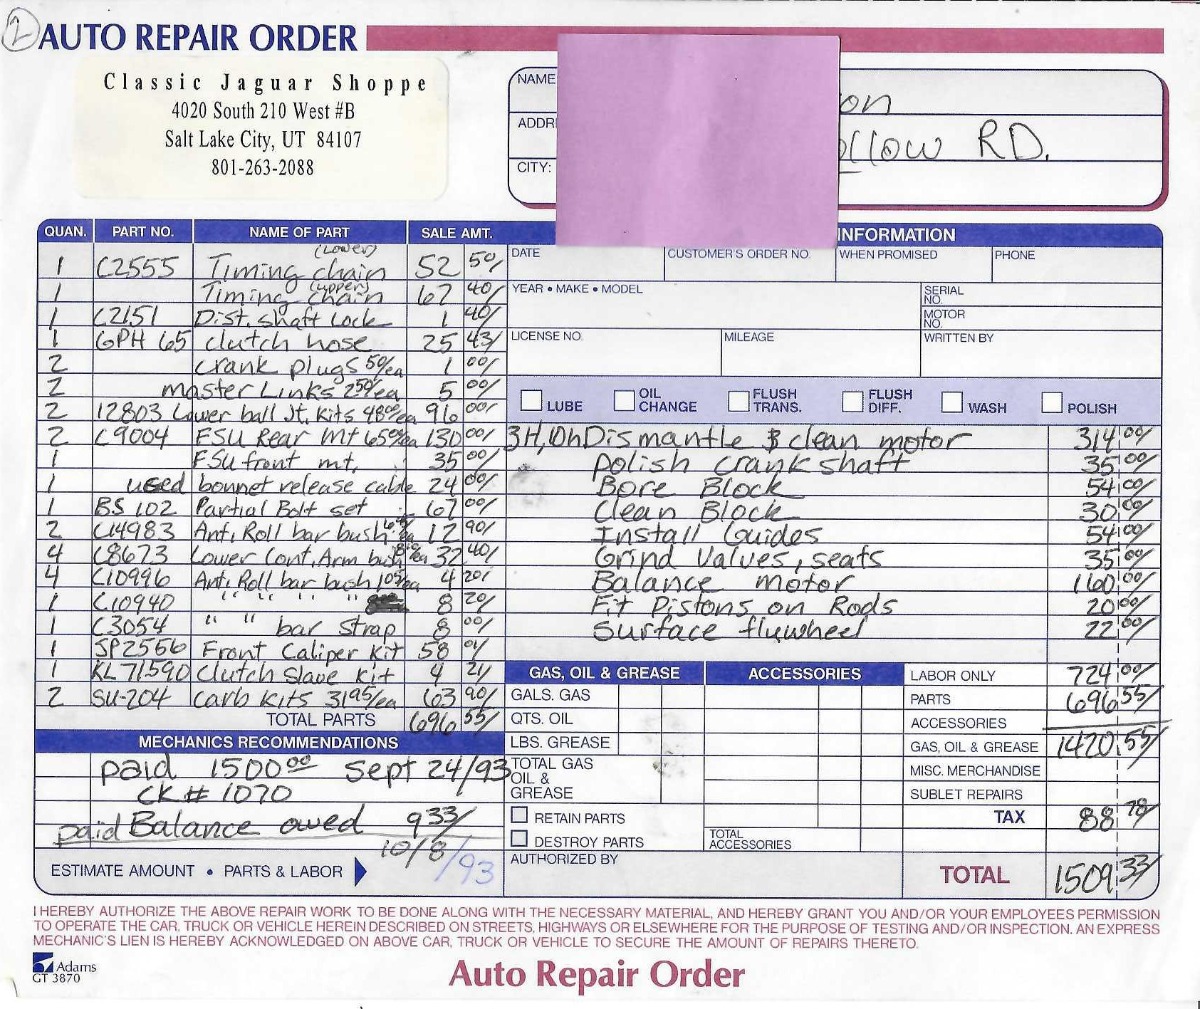 2
AUTO REPAIR ORDER
Classic Jaguar Shoppe
4020 South 210 West #B
Salt Lake City, UT 84107
801-263-2088
NAME
on
ADDR
ollow RD.
CITY:
QUAN. PART NO. NAME OF PART SALE AMT.
1 C2555 Timing chain (Lower) 52 50/
1 Timing chain (upper) 67 40/
1 C2151 Dist. shaft Lock 1 40/
1 GPH 65 clutch hose 25 43/
2 crank plugs 50/ea 1 00/
2 master Links 250/ea 5 00/
2 12803 Lower ball Jt. Kits 4800/ea 96 00/
2 C9004 FSU Rear mt 65 00/ea 130 00/
1 FSU front mt. 35 00/
1 used bonnet release cable 24 00/
1 BS 102 Partial Bolt set 67 00/
2 C14983 Anti Roll bar bush 645/ea 12 90/
4 C8673 Lower Cont. Arm bush 810/ea 32 40/
4 C10996 Anti Roll bar bush 105/ea 4 20/
1 C10940 " " " " 8 20/
1 C3054 " " bar strap 8 00/
1 SP2556 Front Caliper Kit 58 04/
1 KL71590 Clutch Slave Kit 4 21/
2 SU-204 Carb Kits 3195/ea 63 90/
TOTAL PARTS 696 55/
MECHANICS RECOMMENDATIONS
paid 1500 00 Sept 24/93
CK# 1070
paid Balance owed 9 33/
10/8/93
ESTIMATE AMOUNT • PARTS & LABOR
INFORMATION
DATE CUSTOMER'S ORDER NO. WHEN PROMISED PHONE
YEAR • MAKE • MODEL SERIAL NO.
MOTOR NO.
LICENSE NO. MILEAGE WRITTEN BY
LUBE OIL CHANGE FLUSH TRANS. FLUSH DIFF. WASH POLISH
Dismantle & clean motor 314 00/
Polish crank shaft 35 00/
Bore Block 54 00/
Clean Block 30 00/
Install Guides 54 00/
Grind Valves, seats 35 00/
Balance motor 160 00/
Fit Pistons on Rods 20 00/
Surface flywheel 22 00/
GAS, OIL & GREASE ACCESSORIES LABOR ONLY 724 00/
GALS. GAS PARTS 696 55/
QTS. OIL ACCESSORIES
LBS. GREASE GAS, OIL & GREASE 1420 55/
TOTAL GAS OIL & GREASE MISC. MERCHANDISE
SUBLET REPAIRS
RETAIN PARTS TAX 88 78/
DESTROY PARTS TOTAL ACCESSORIES
AUTHORIZED BY
TOTAL 1509 33/
I HEREBY AUTHORIZE THE ABOVE REPAIR WORK TO BE DONE ALONG WITH THE NECESSARY MATERIAL, AND HEREBY GRANT YOU AND/OR YOUR EMPLOYEES PERMISSION
TO OPERATE THE CAR, TRUCK OR VEHICLE HEREIN DESCRIBED ON STREETS, HIGHWAYS OR ELSEWHERE FOR THE PURPOSE OF TESTING AND/OR INSPECTION. AN EXPRESS
MECHANIC'S LIEN IS HEREBY ACKNOWLEDGED ON ABOVE CAR, TRUCK OR VEHICLE TO SECURE THE AMOUNT OF REPAIRS THERETO.
Adams
GT 3870
Auto Repair Order